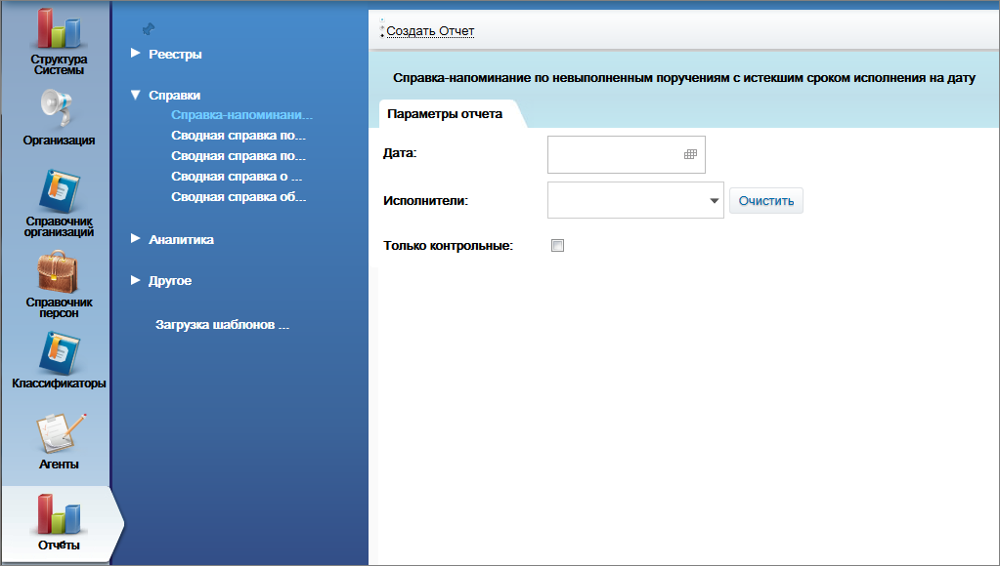 Структура
Системы
Организация
Справочник
организаций
Справочник
персон
Классификаторы
Агенты
Отчеты
Реестры
Справки
Справка-напоминани...
Сводная справка по...
Сводная справка по...
Сводная справка о ...
Сводная справка об...
Аналитика
Другое
Загрузка шаблонов ...
Создать Отчет
Справка-напоминание по невыполненным поручениям с истекшим сроком исполнения на дату
Параметры отчета
Дата:
Исполнители:
Очистить
Только контрольные: